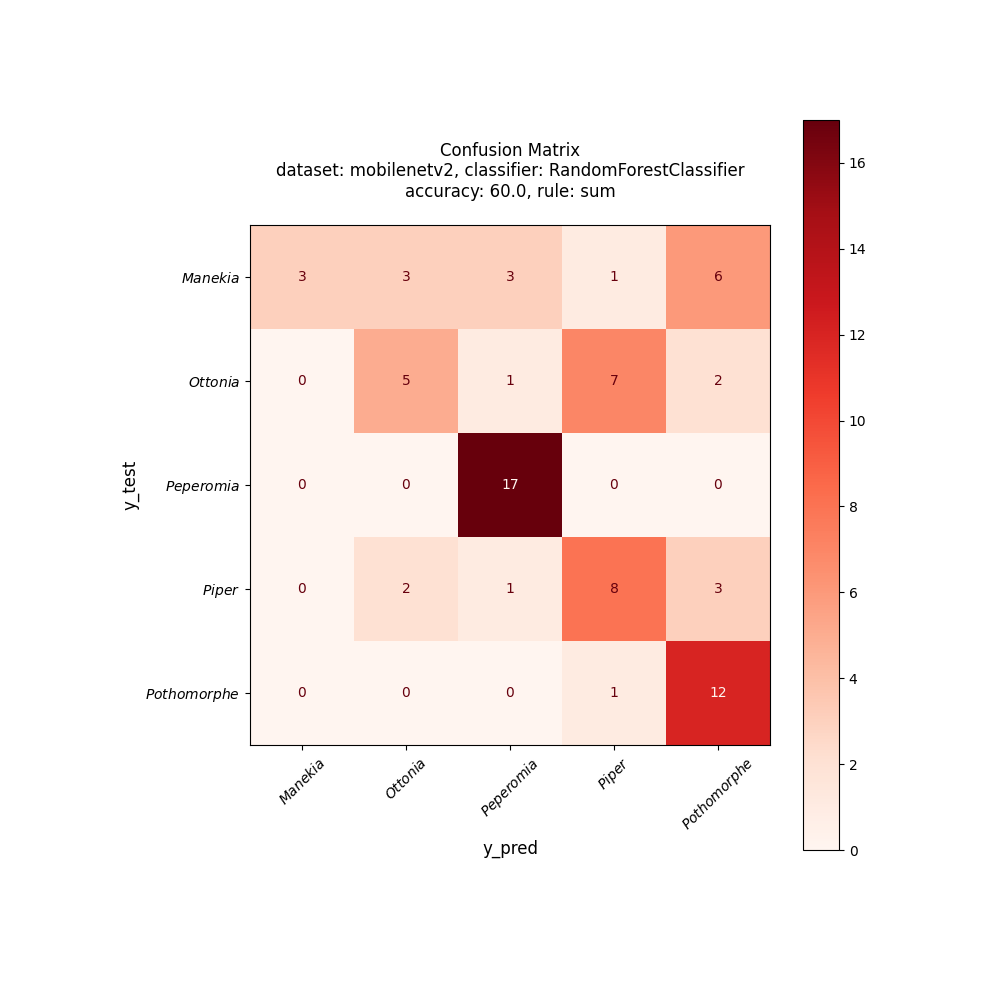 Confusion Matrix
dataset: mobilenetv2, classifier: RandomForestClassifier
accuracy: 60.0, rule: sum
y_test
Manekia 3 3 3 1 6
Ottonia 0 5 1 7 2
Peperomia 0 0 17 0 0
Piper 0 2 1 8 3
Pothomorphe 0 0 0 1 12
Manekia Ottonia Peperomia Piper Pothomorphe
y_pred
16
14
12
10
8
6
4
2
0